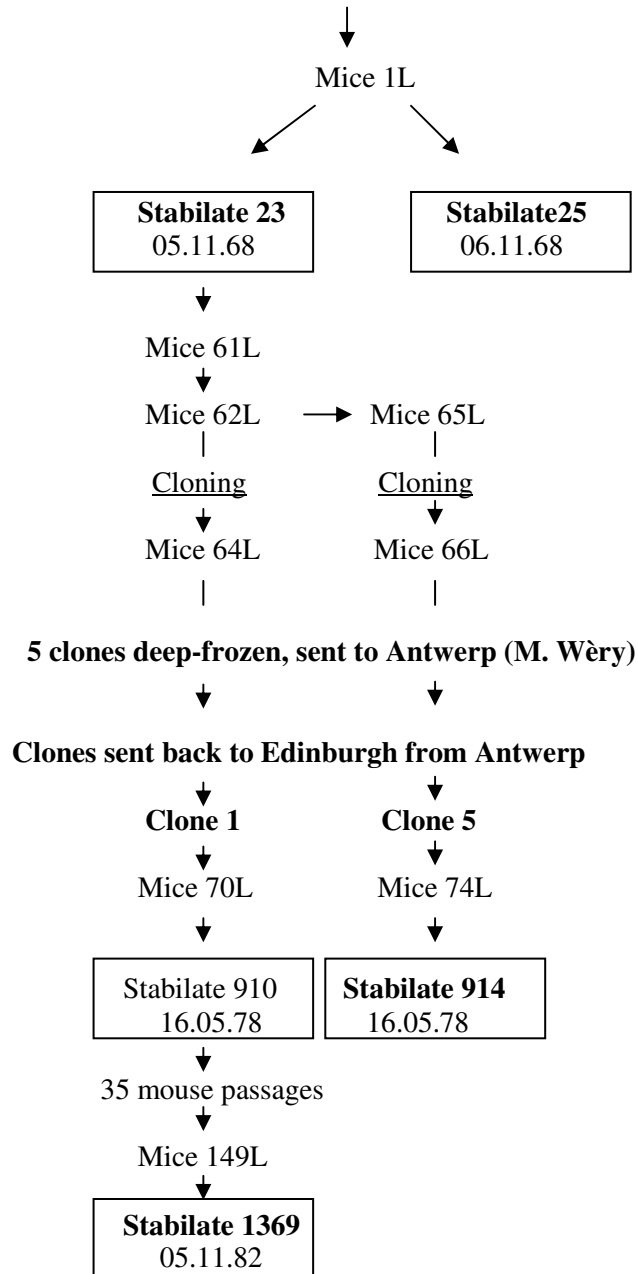 Mice 1L
Stabilate 23
05.11.68
Stabilate25
06.11.68
Mice 61L
Mice 62L
Mice 65L
Cloning
Cloning
Mice 64L
Mice 66L
5 clones deep-frozen, sent to Antwerp (M. Wèry)
Clones sent back to Edinburgh from Antwerp
Clone 1
Clone 5
Mice 70L
Mice 74L
Stabilate 910
16.05.78
Stabilate 914
16.05.78
35 mouse passages
Mice 149L
Stabilate 1369
05.11.82